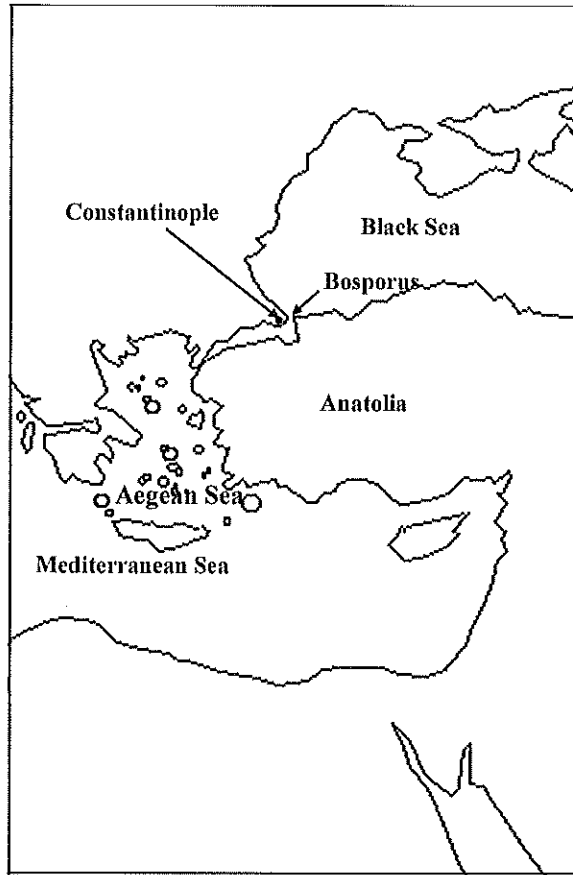 Constantinople
Black Sea
Bosporus
Anatolia
Aegean Sea
Mediterranean Sea